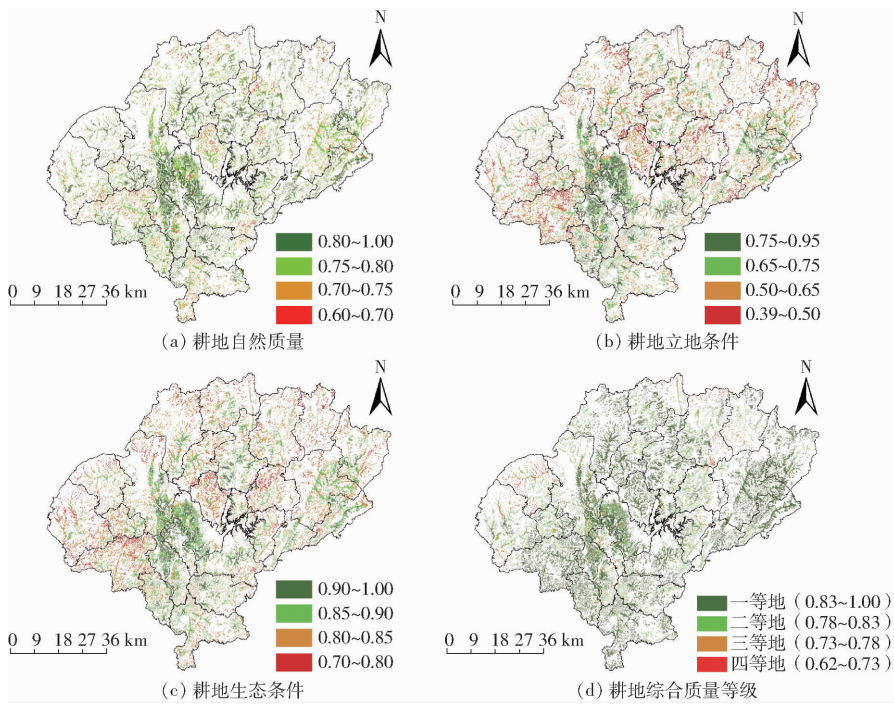 N
0.80~1.00
0.75~0.80
0.70~0.75
0.60~0.70
0 9 18 27 36 km
(a) 耕地自然质量
N
0.75~0.95
0.65~0.75
0.50~0.65
0.39~0.50
0 9 18 27 36 km
(b) 耕地立地条件
N
0.90~1.00
0.85~0.90
0.80~0.85
0.70~0.80
0 9 18 27 36 km
(c) 耕地生态条件
N
一等地（0.83~1.00）
二等地（0.78~0.83）
三等地（0.73~0.78）
四等地（0.62~0.73）
0 9 18 27 36 km
(d) 耕地综合质量等级